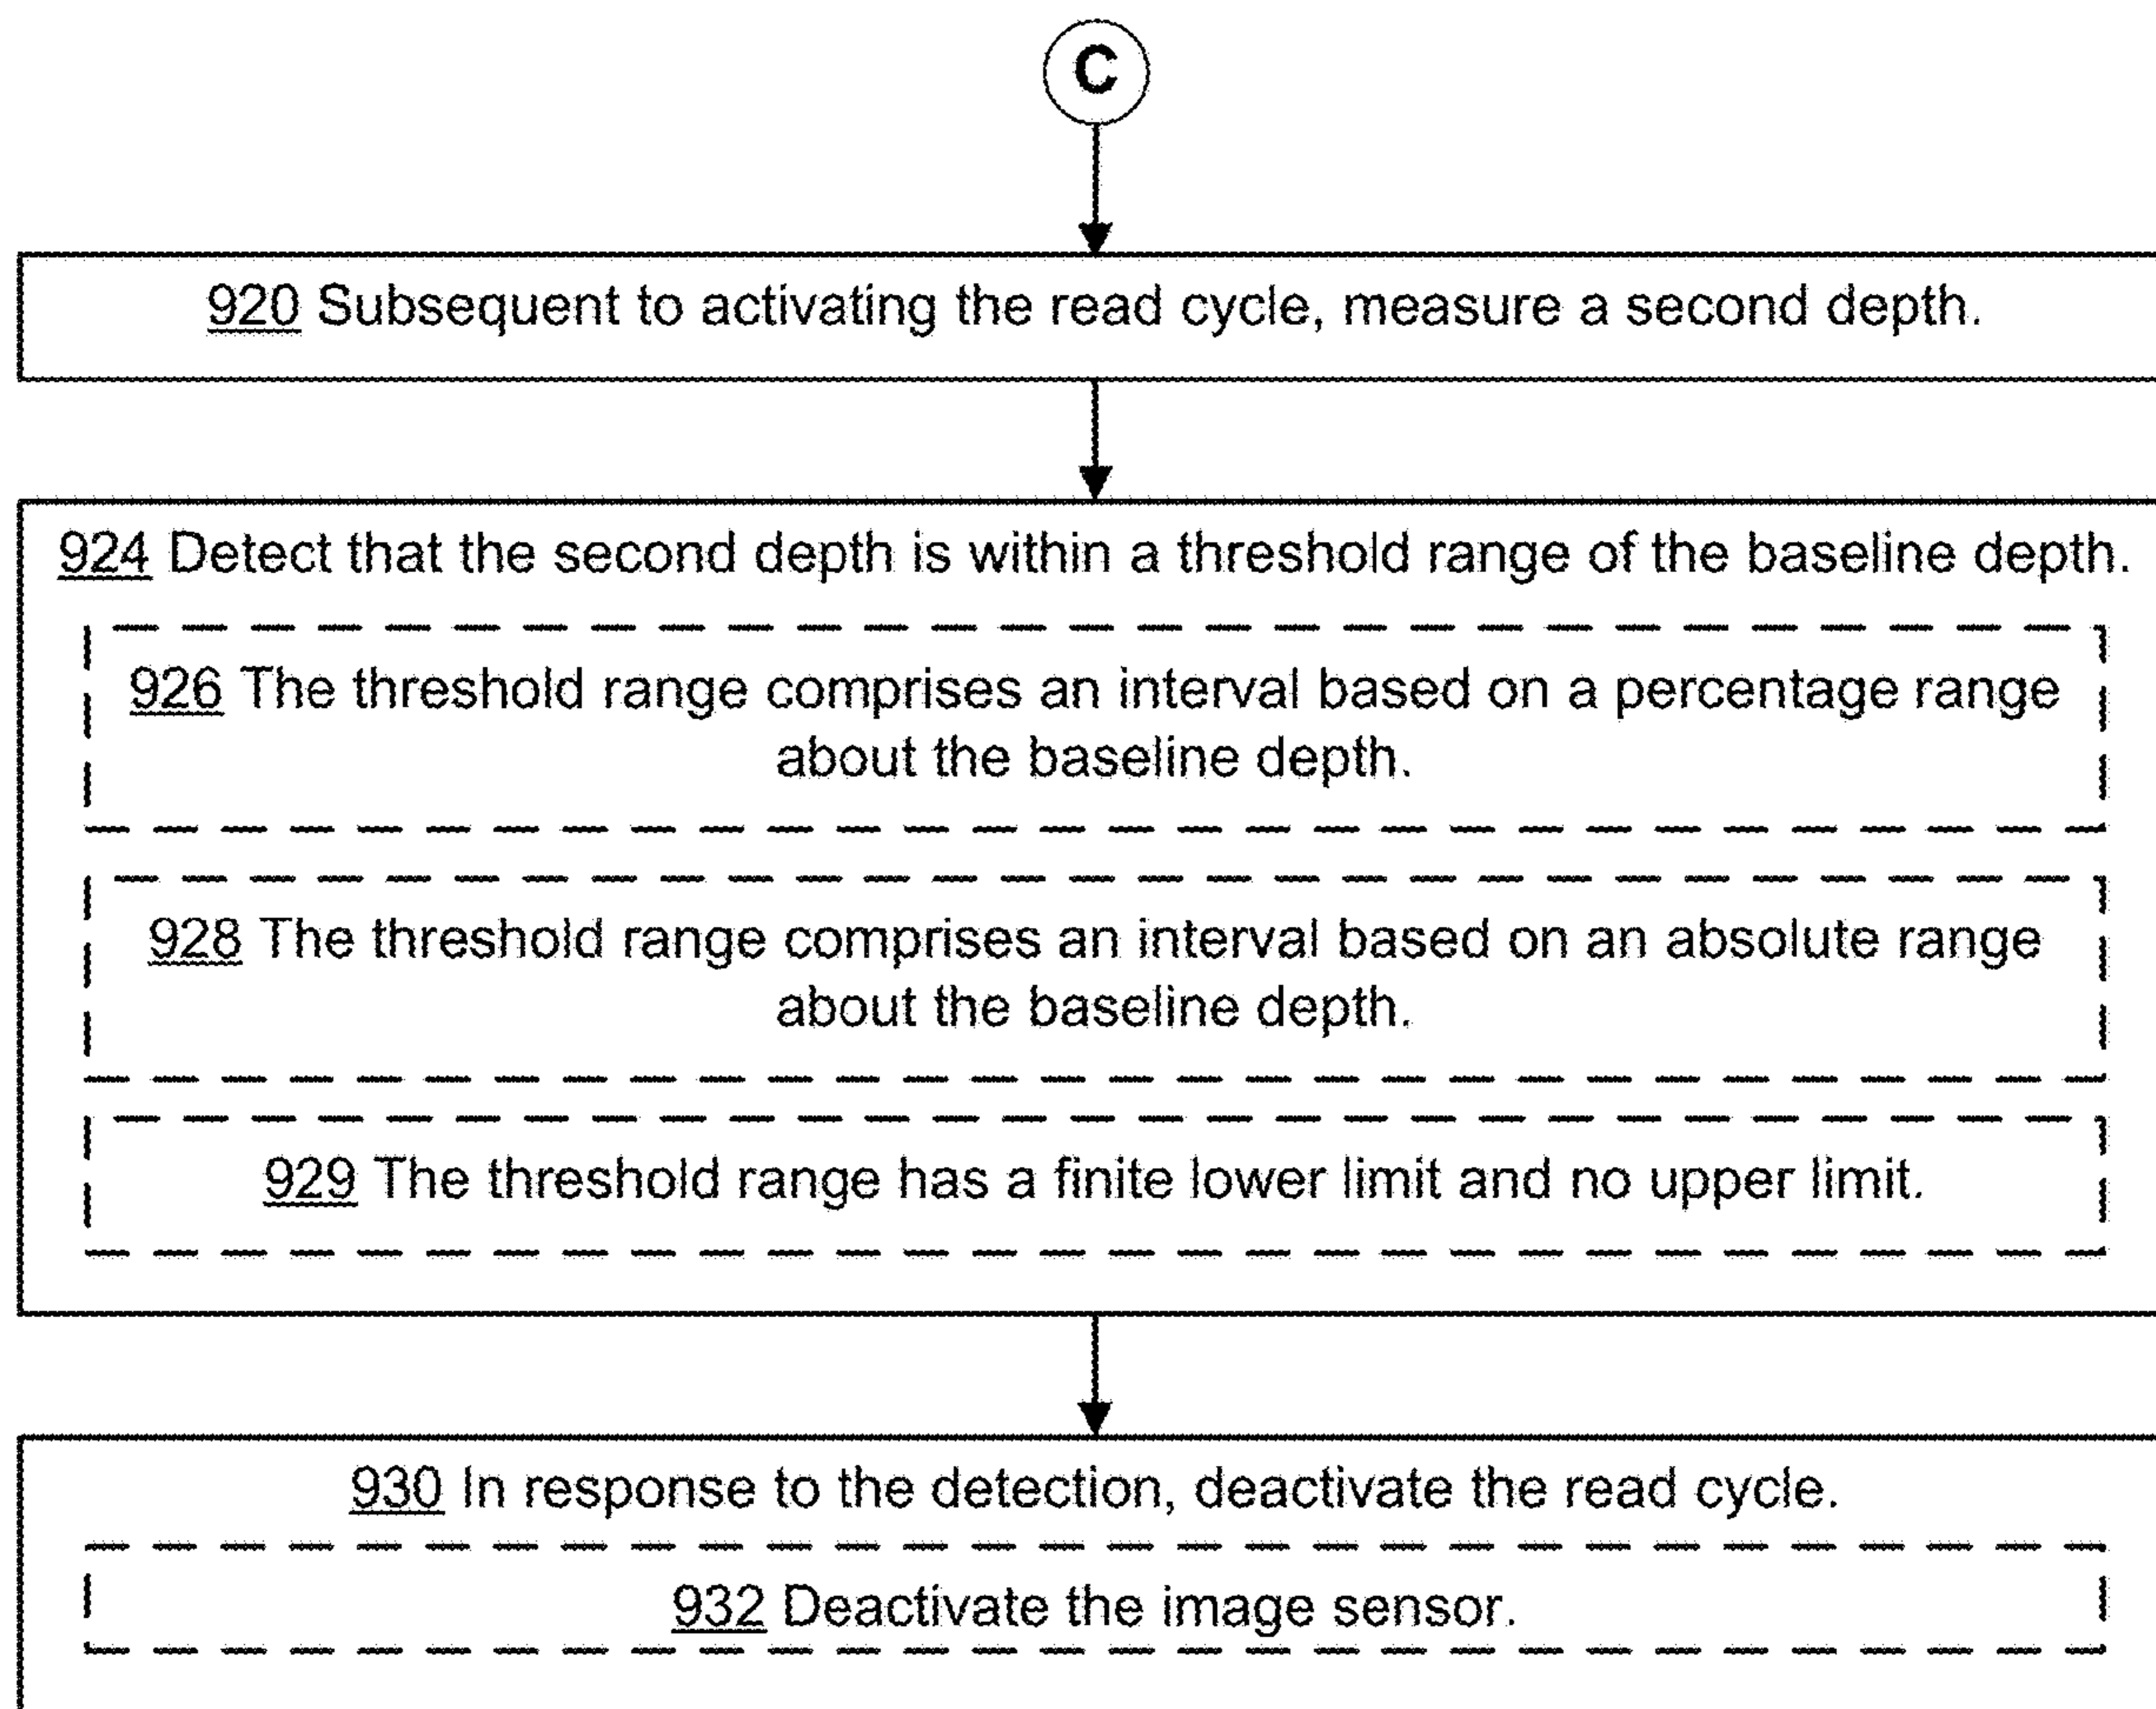 C
920 Subsequent to activating the read cycle, measure a second depth.
924 Detect that the second depth is within a threshold range of the baseline depth.
926 The threshold range comprises an interval based on a percentage range
about the baseline depth.
928 The threshold range comprises an interval based on an absolute range
about the baseline depth.
929 The threshold range has a finite lower limit and no upper limit.
930 In response to the detection, deactivate the read cycle.
932 Deactivate the image sensor.